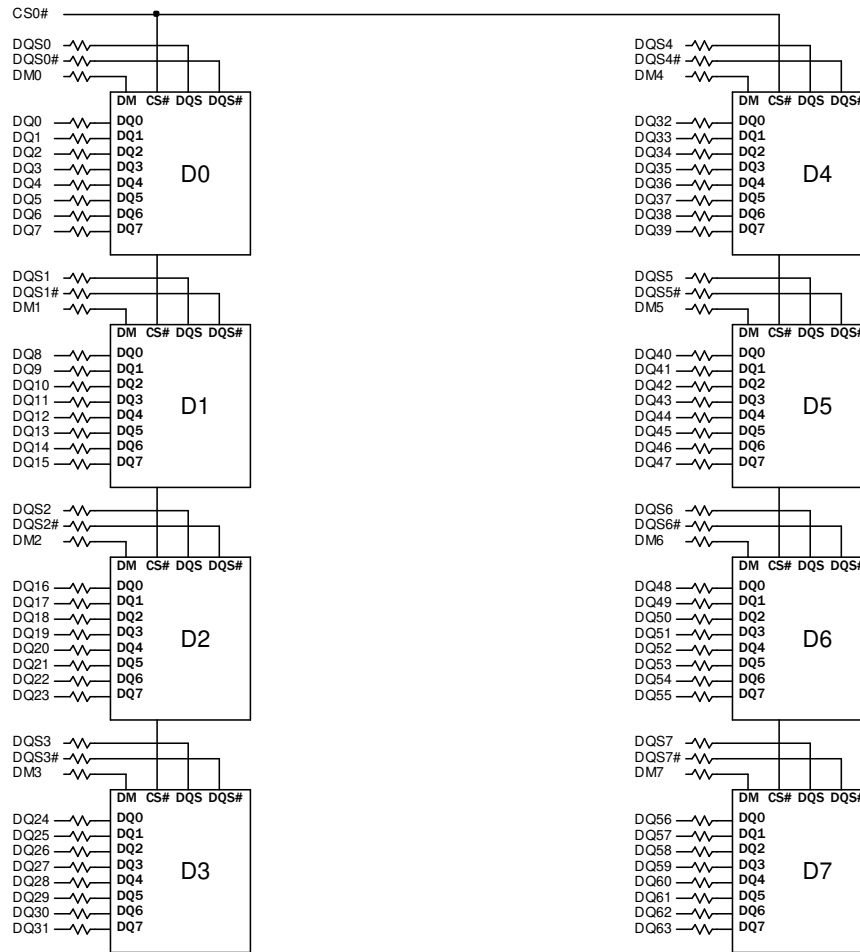 CS0#
DQS0
DQS0#
DM0
DM CS# DQS DQS#
DQ0 DQ0
DQ1 DQ1
DQ2 DQ2
DQ3 DQ3
DQ4 DQ4
DQ5 DQ5
DQ6 DQ6
DQ7 DQ7
D0
DQS1
DQS1#
DM1
DM CS# DQS DQS#
DQ8 DQ0
DQ9 DQ1
DQ10 DQ2
DQ11 DQ3
DQ12 DQ4
DQ13 DQ5
DQ14 DQ6
DQ15 DQ7
D1
DQS2
DQS2#
DM2
DM CS# DQS DQS#
DQ16 DQ0
DQ17 DQ1
DQ18 DQ2
DQ19 DQ3
DQ20 DQ4
DQ21 DQ5
DQ22 DQ6
DQ23 DQ7
D2
DQS3
DQS3#
DM3
DM CS# DQS DQS#
DQ24 DQ0
DQ25 DQ1
DQ26 DQ2
DQ27 DQ3
DQ28 DQ4
DQ29 DQ5
DQ30 DQ6
DQ31 DQ7
D3
DQS4
DQS4#
DM4
DM CS# DQS DQS#
DQ32 DQ0
DQ33 DQ1
DQ34 DQ2
DQ35 DQ3
DQ36 DQ4
DQ37 DQ5
DQ38 DQ6
DQ39 DQ7
D4
DQS5
DQS5#
DM5
DM CS# DQS DQS#
DQ40 DQ0
DQ41 DQ1
DQ42 DQ2
DQ43 DQ3
DQ44 DQ4
DQ45 DQ5
DQ46 DQ6
DQ47 DQ7
D5
DQS6
DQS6#
DM6
DM CS# DQS DQS#
DQ48 DQ0
DQ49 DQ1
DQ50 DQ2
DQ51 DQ3
DQ52 DQ4
DQ53 DQ5
DQ54 DQ6
DQ55 DQ7
D6
DQS7
DQS7#
DM7
DM CS# DQS DQS#
DQ56 DQ0
DQ57 DQ1
DQ58 DQ2
DQ59 DQ3
DQ60 DQ4
DQ61 DQ5
DQ62 DQ6
DQ63 DQ7
D7